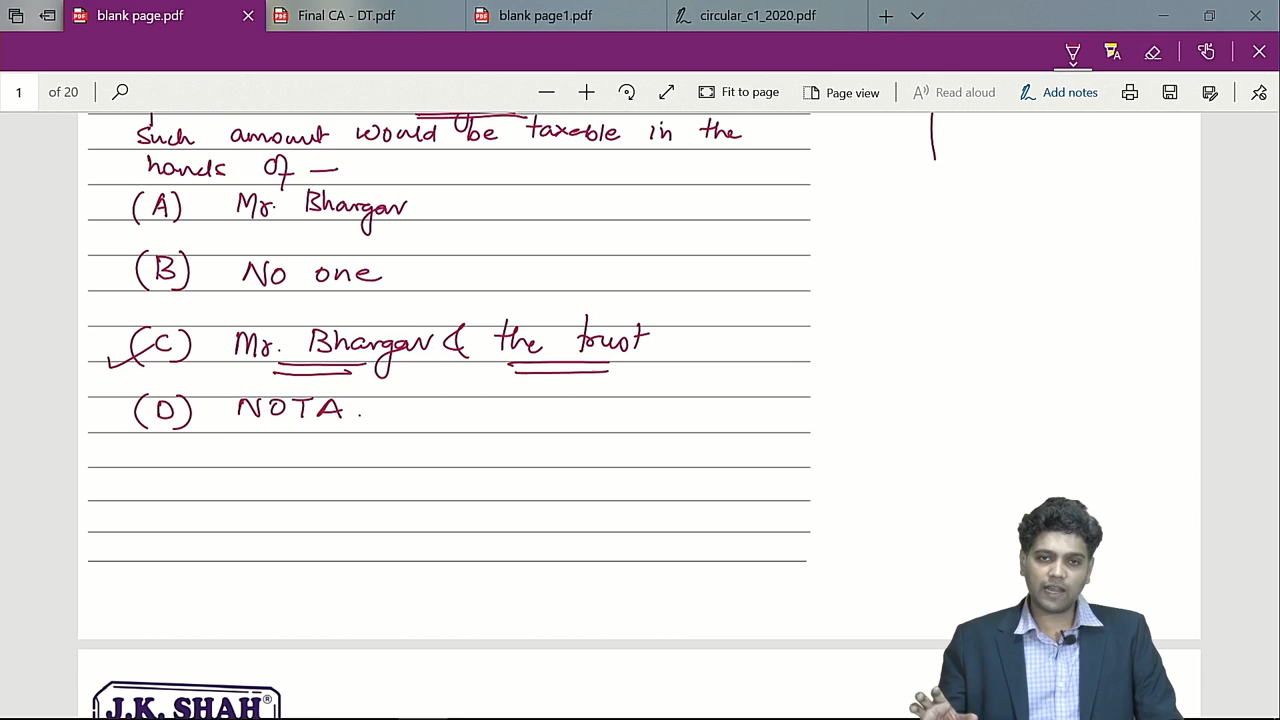 blank page.pdf
Final CA - DT.pdf
blank page1.pdf
circular_c1_2020.pdf
1 of 20
Fit to page
Page view
Read aloud
Add notes
Such amount would be taxable in the
hands of —
(A) Mr. Bhargav
(B) No one
(C) Mr. Bhargav & the trust
(D) NOTA.
J.K. SHAH®